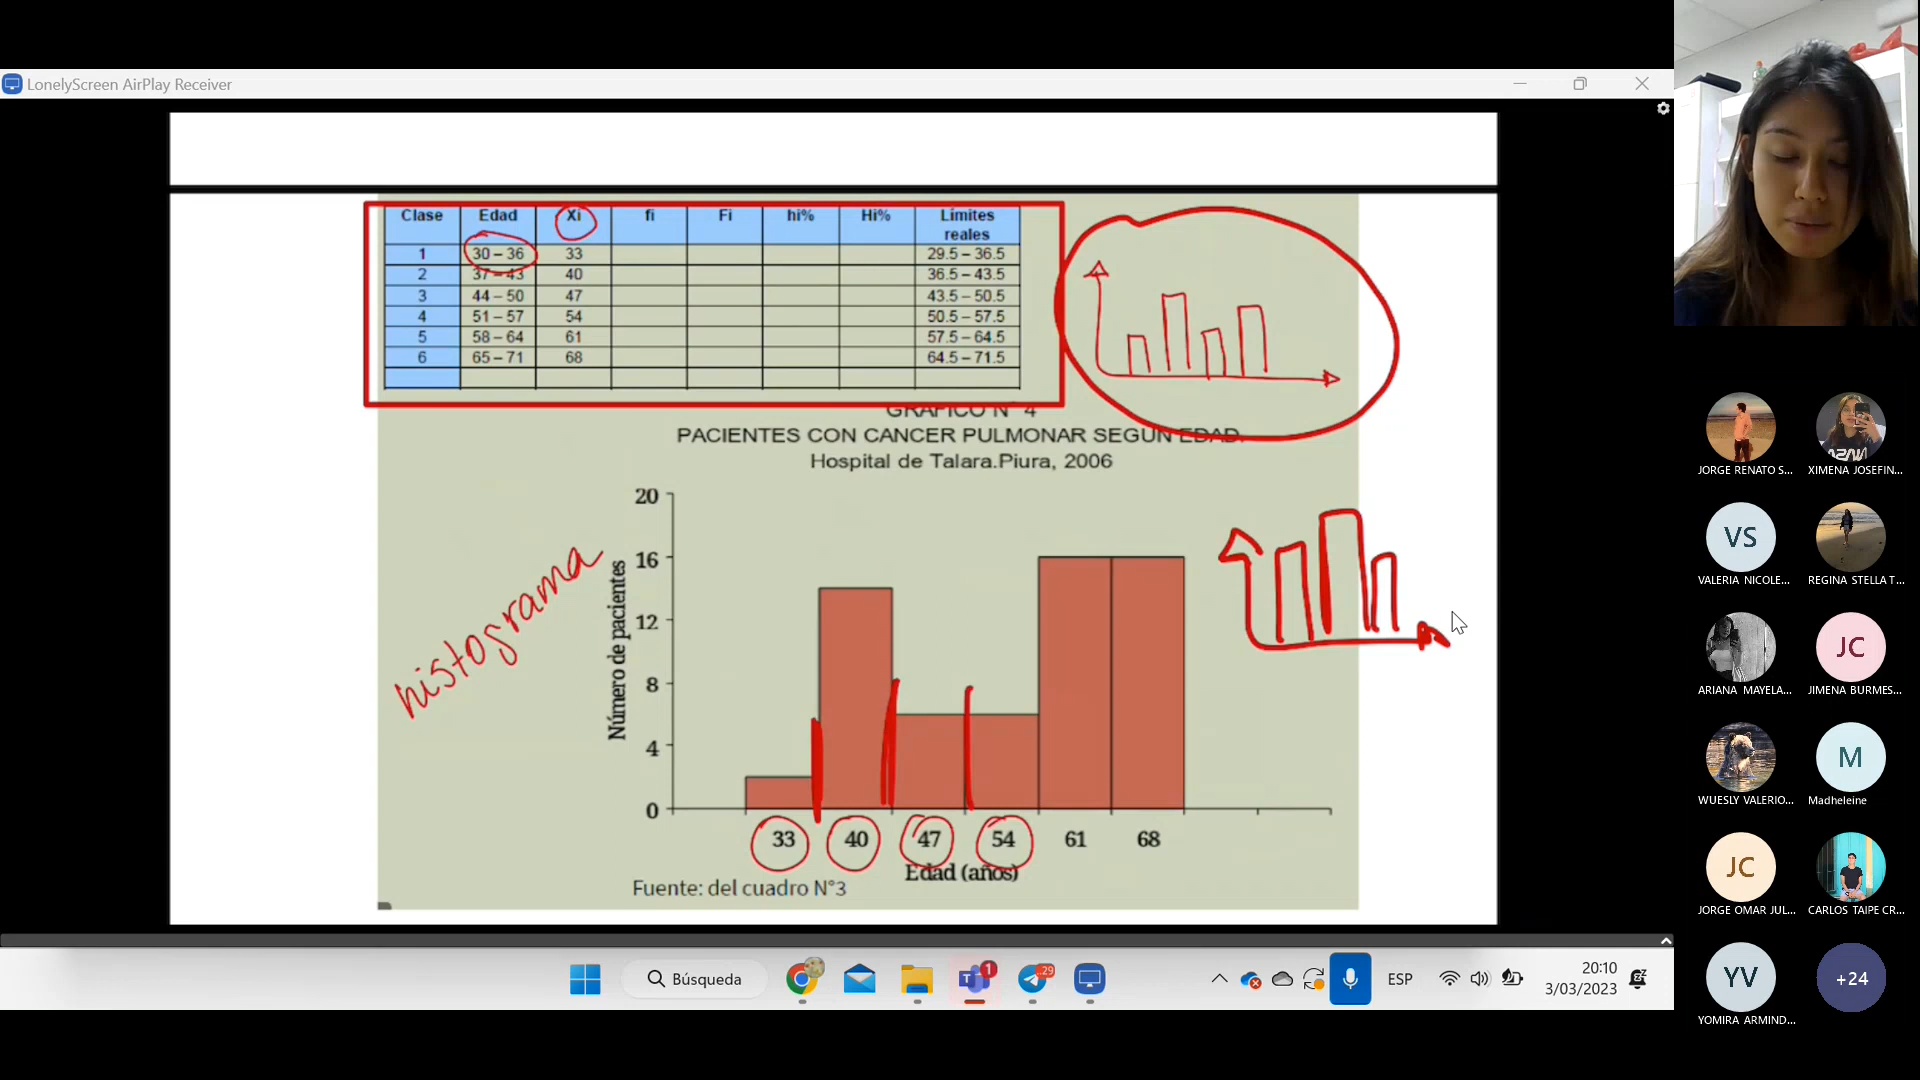 LonelyScreen AirPlay Receiver
Clase Edad Xi fi Fi hi% Hi% Límites reales
1 30 – 36 33 29.5 – 36.5
2 37 – 43 40 36.5 – 43.5
3 44 – 50 47 43.5 – 50.5
4 51 – 57 54 50.5 – 57.5
5 58 – 64 61 57.5 – 64.5
6 65 – 71 68 64.5 – 71.5
GRAFICO N° 4
PACIENTES CON CANCER PULMONAR SEGUN EDAD.
Hospital de Talara.Piura, 2006
histograma
Número de pacientes
20
16
12
8
4
0
33 40 47 54 61 68
Edad (años)
Fuente: del cuadro N°3
JORGE RENATO S...
XIMENA JOSEFIN...
VS
VALERIA NICOLE...
REGINA STELLA T...
ARIANA MAYELA...
JC
JIMENA BURMES...
WUESLY VALERIO...
M
Madheleine
JC
JORGE OMAR JUL...
CARLOS TAIPE CR...
YV
YOMIRA ARMIND...
+24
Búsqueda
1
29
ESP
20:10
3/03/2023